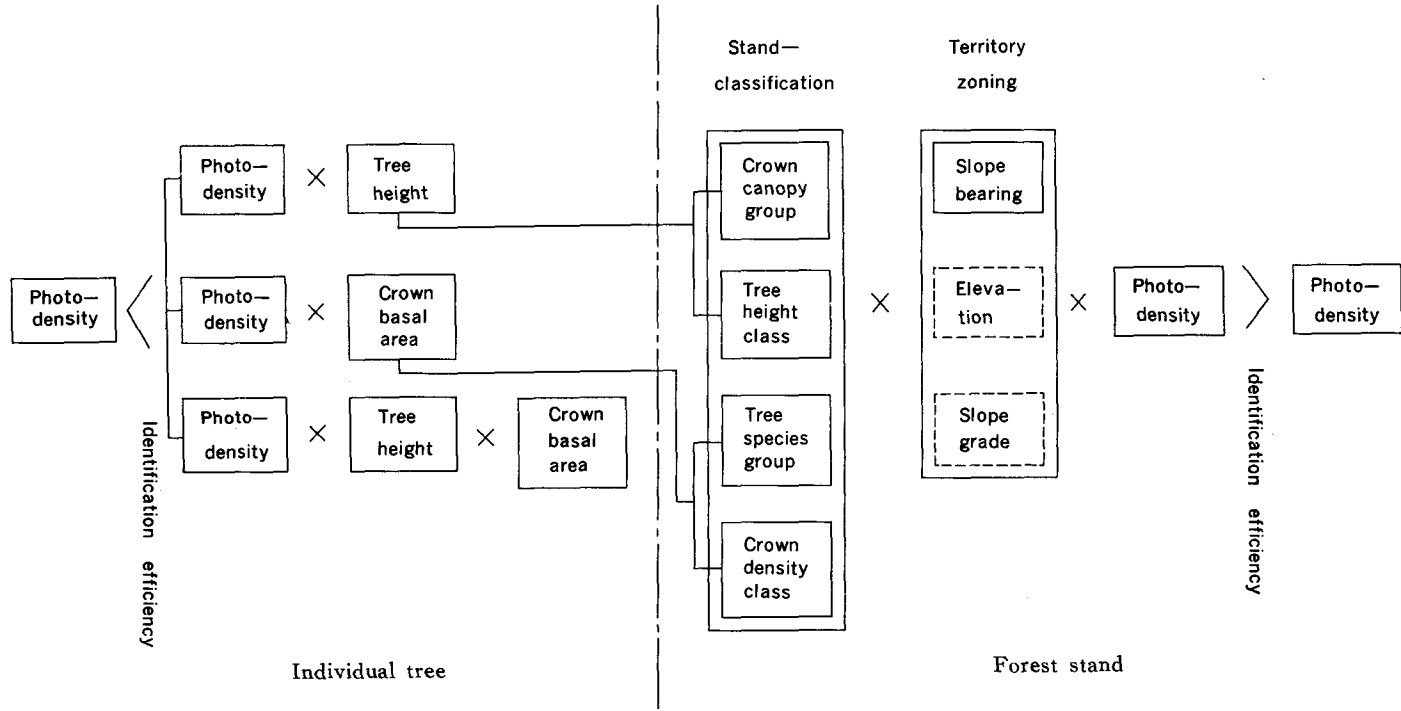 Photo—
density
<
Identification efficiency
Photo—
density
×
Tree
height
Photo—
density
×
Crown
basal
area
Photo—
density
×
Tree
height
×
Crown
basal
area
Individual tree
Stand—
classification
Crown
canopy
group
Tree
height
class
Tree
species
group
Crown
density
class
×
Territory
zoning
Slope
bearing
Eleva—
tion
Slope
grade
×
Photo—
density
>
Identification efficiency
Photo—
density
Forest stand